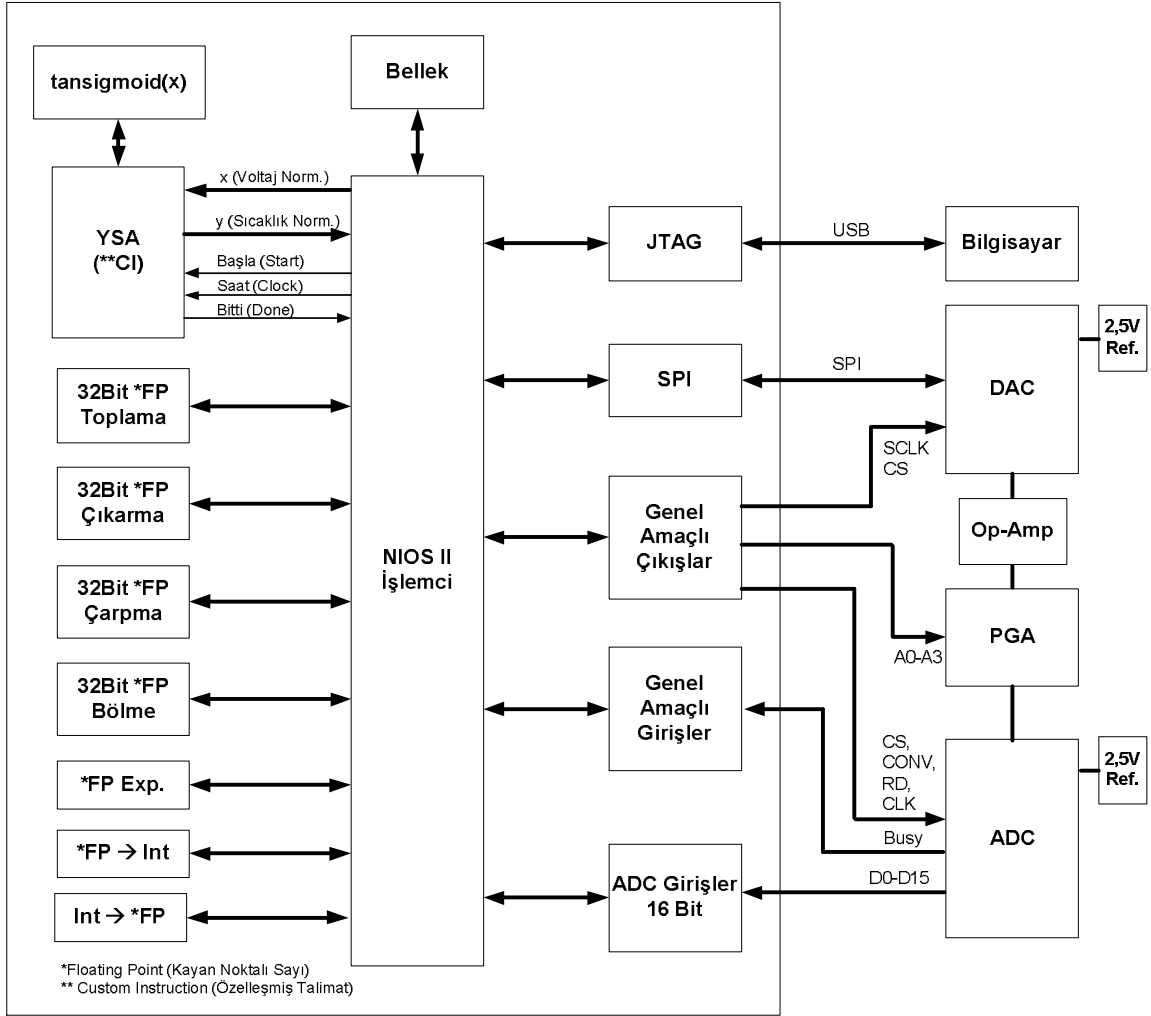 tansigmoid(x)
Bellek
YSA
(**CI)
x (Voltaj Norm.)
y (Sıcaklık Norm.)
Başla (Start)
Saat (Clock)
Bitti (Done)
32Bit *FP
Toplama
32Bit *FP
Çıkarma
32Bit *FP
Çarpma
32Bit *FP
Bölme
*FP Exp.
*FP → Int
Int → *FP
NIOS II
İşlemci
JTAG
USB
Bilgisayar
SPI
SPI
DAC
2,5V
Ref.
SCLK
CS
Genel
Amaçlı
Çıkışlar
Op-Amp
A0-A3
PGA
Genel
Amaçlı
Girişler
CS,
CONV,
RD,
CLK
Busy
D0-D15
ADC
2,5V
Ref.
ADC Girişler
16 Bit
*Floating Point (Kayan Noktalı Sayı)
** Custom Instruction (Özelleşmiş Talimat)